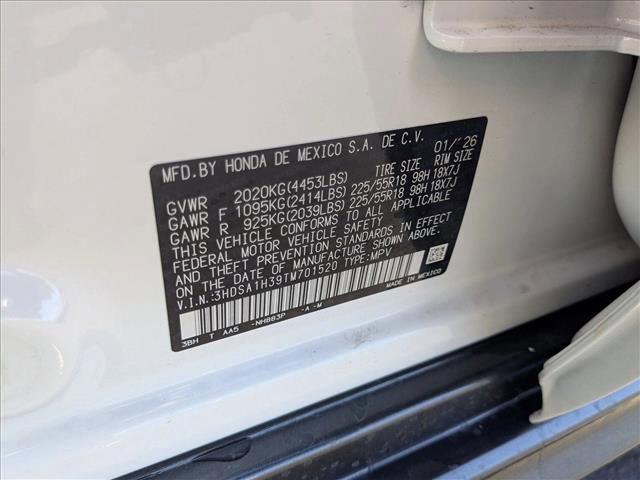 MFD.BY HONDA DE MEXICO S.A. DE C.V. 01/'26
TIRE SIZE RIM SIZE
GVWR 2020KG(4453LBS)
GAWR F 1095KG(2414LBS) 225/55R18 98H 18X7J
GAWR R 925KG(2039LBS) 225/55R18 98H 18X7J
THIS VEHICLE CONFORMS TO ALL APPLICABLE
FEDERAL MOTOR VEHICLE SAFETY
AND THEFT PREVENTION STANDARDS IN EFFECT
ON THE DATE OF MANUFACTURE SHOWN ABOVE.
V.I.N.:3HDSA1H39TM701520 TYPE:MPV
MADE IN MEXICO
3BH T AA5 -NH883P -A -M